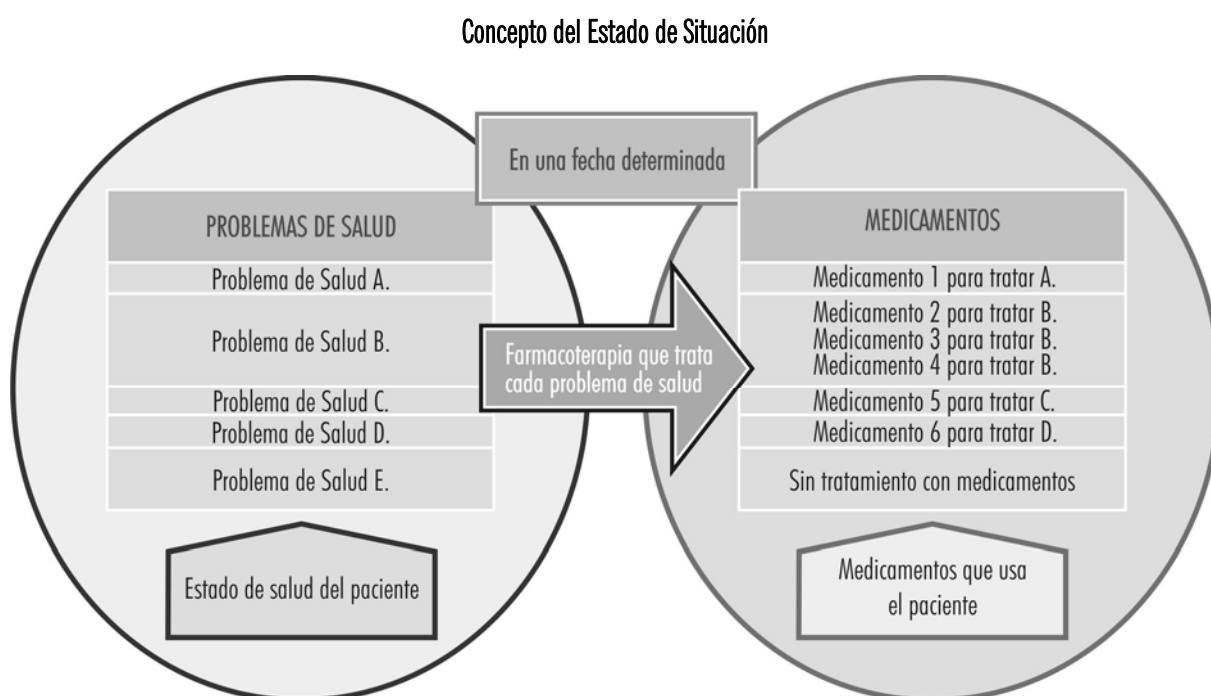 Concepto del Estado de Situación
En una fecha determinada
PROBLEMAS DE SALUD
Problema de Salud A.
Problema de Salud B.
Problema de Salud C.
Problema de Salud D.
Problema de Salud E.
Estado de salud del paciente
Farmacoterapia que trata
cada problema de salud
MEDICAMENTOS
Medicamento 1 para tratar A.
Medicamento 2 para tratar B.
Medicamento 3 para tratar B.
Medicamento 4 para tratar B.
Medicamento 5 para tratar C.
Medicamento 6 para tratar D.
Sin tratamiento con medicamentos
Medicamentos que usa
el paciente